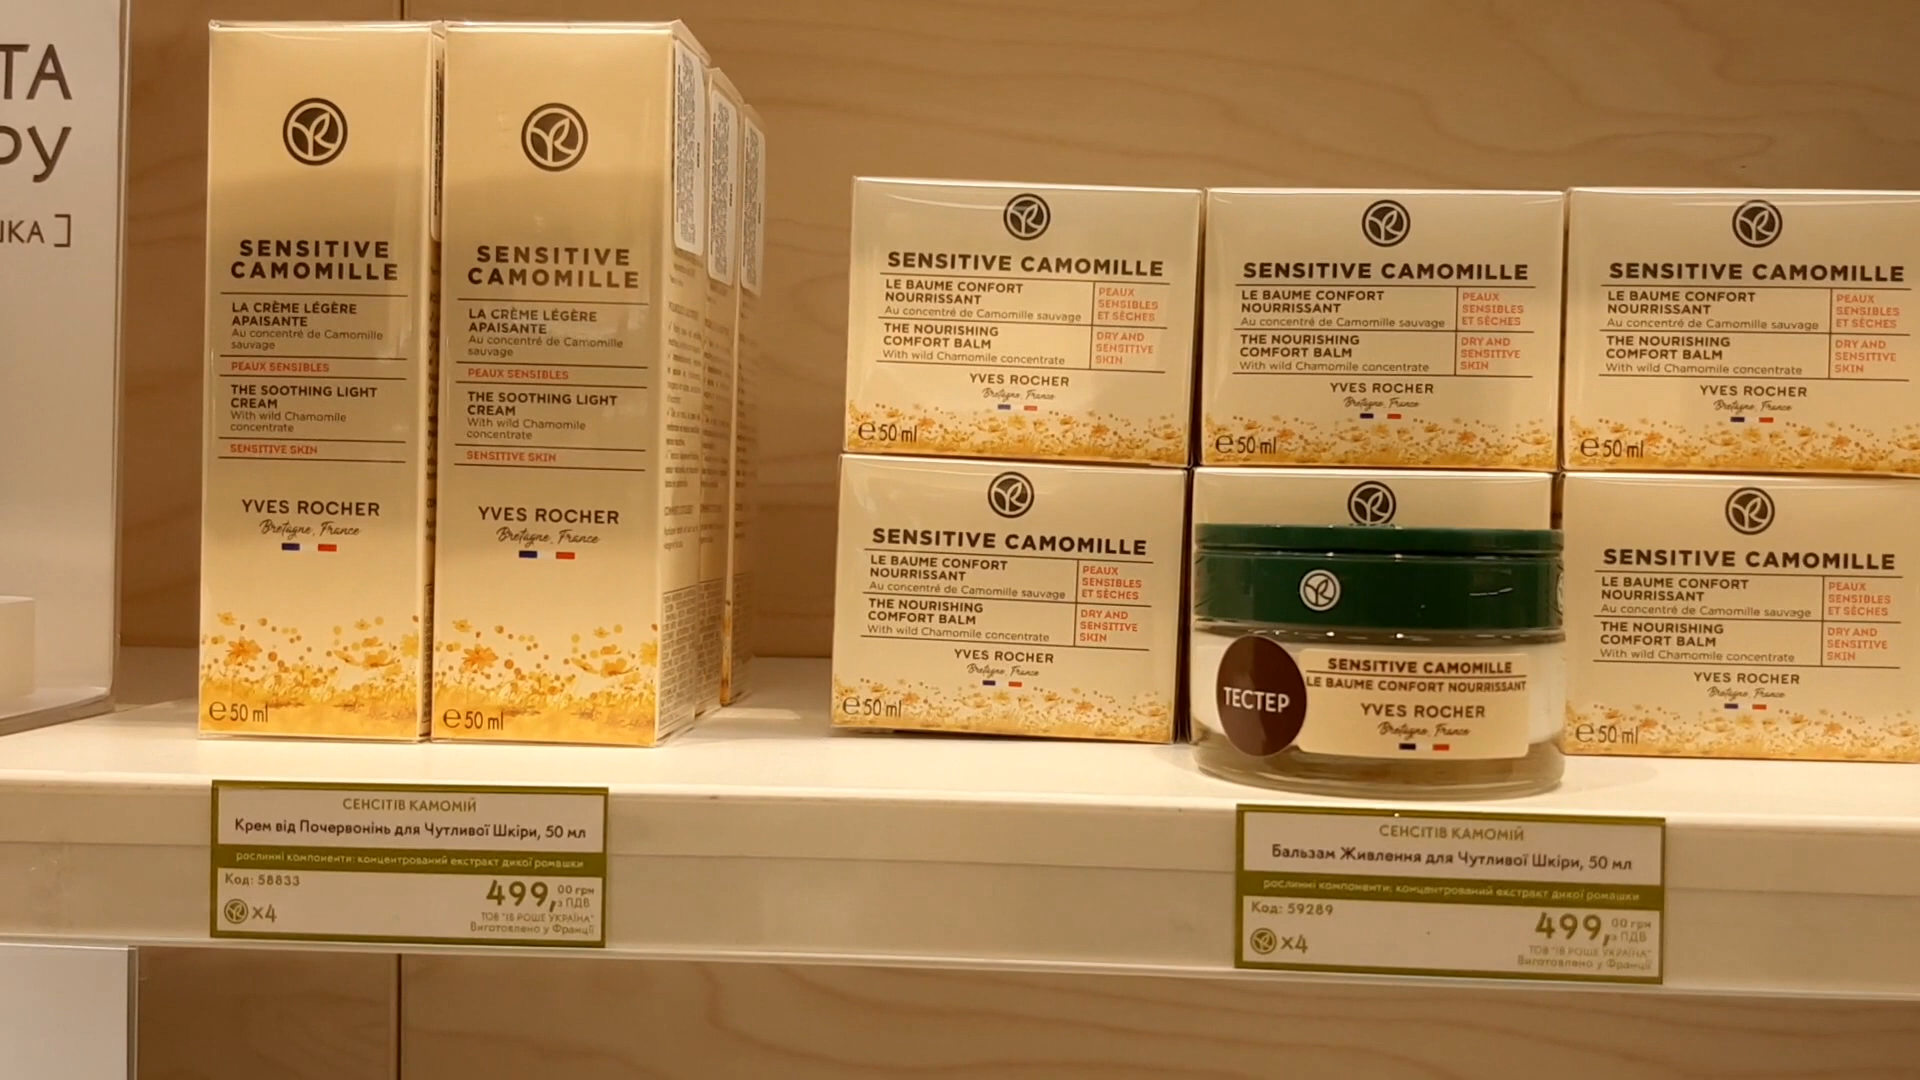 ТА
РУ
КА ]
SENSITIVE
CAMOMILLE
LA CRÈME LÉGÈRE
APAISANTE
Au concentré de Camomille
sauvage
PEAUX SENSIBLES
THE SOOTHING LIGHT
CREAM
With wild Chamomile
concentrate
SENSITIVE SKIN
YVES ROCHER
Bretagne, France
℮ 50 ml
SENSITIVE
CAMOMILLE
LA CRÈME LÉGÈRE
APAISANTE
Au concentré de Camomille
sauvage
PEAUX SENSIBLES
THE SOOTHING LIGHT
CREAM
With wild Chamomile
concentrate
SENSITIVE SKIN
YVES ROCHER
Bretagne, France
℮ 50 ml
SENSITIVE CAMOMILLE
LE BAUME CONFORT
NOURRISSANT
Au concentré de Camomille sauvage
PEAUX
SENSIBLES
ET SÈCHES
THE NOURISHING
COMFORT BALM
With wild Chamomile concentrate
DRY AND
SENSITIVE
SKIN
YVES ROCHER
Bretagne, France
℮ 50 ml
SENSITIVE CAMOMILLE
LE BAUME CONFORT
NOURRISSANT
Au concentré de Camomille sauvage
PEAUX
SENSIBLES
ET SÈCHES
THE NOURISHING
COMFORT BALM
With wild Chamomile concentrate
DRY AND
SENSITIVE
SKIN
YVES ROCHER
Bretagne, France
℮ 50 ml
SENSITIVE CAMOMILLE
LE BAUME CONFORT
NOURRISSANT
Au concentré de Camomille sauvage
PEAUX
SENSIBLES
ET SÈCHES
THE NOURISHING
COMFORT BALM
With wild Chamomile concentrate
DRY AND
SENSITIVE
SKIN
YVES ROCHER
Bretagne, France
℮ 50 ml
SENSITIVE CAMOMILLE
LE BAUME CONFORT
NOURRISSANT
Au concentré de Camomille sauvage
PEAUX
SENSIBLES
ET SÈCHES
THE NOURISHING
COMFORT BALM
With wild Chamomile concentrate
DRY AND
SENSITIVE
SKIN
YVES ROCHER
Bretagne, France
℮ 50 ml
ТЕСТЕР
SENSITIVE CAMOMILLE
LE BAUME CONFORT NOURRISSANT
YVES ROCHER
Bretagne, France
SENSITIVE CAMOMILLE
LE BAUME CONFORT
NOURRISSANT
Au concentré de Camomille sauvage
PEAUX
SENSIBLES
ET SÈCHES
THE NOURISHING
COMFORT BALM
With wild Chamomile concentrate
DRY AND
SENSITIVE
SKIN
YVES ROCHER
Bretagne, France
℮ 50 ml
СЕНСІТІВ КАМОМІЙ
Крем від Почервонінь для Чутливої Шкіри, 50 мл
рослинні компоненти: концентрований екстракт дикої ромашки
Код: 58833
499, 00 грн
з ПДВ
x4
ТОВ "ІВ РОШЕ УКРАЇНА"
Виготовлено у Франції
СЕНСІТІВ КАМОМІЙ
Бальзам Живлення для Чутливої Шкіри, 50 мл
рослинні компоненти: концентрований екстракт дикої ромашки
Код: 59289
499, 00 грн
з ПДВ
x4
ТОВ "ІВ РОШЕ УКРАЇНА"
Виготовлено у Франції